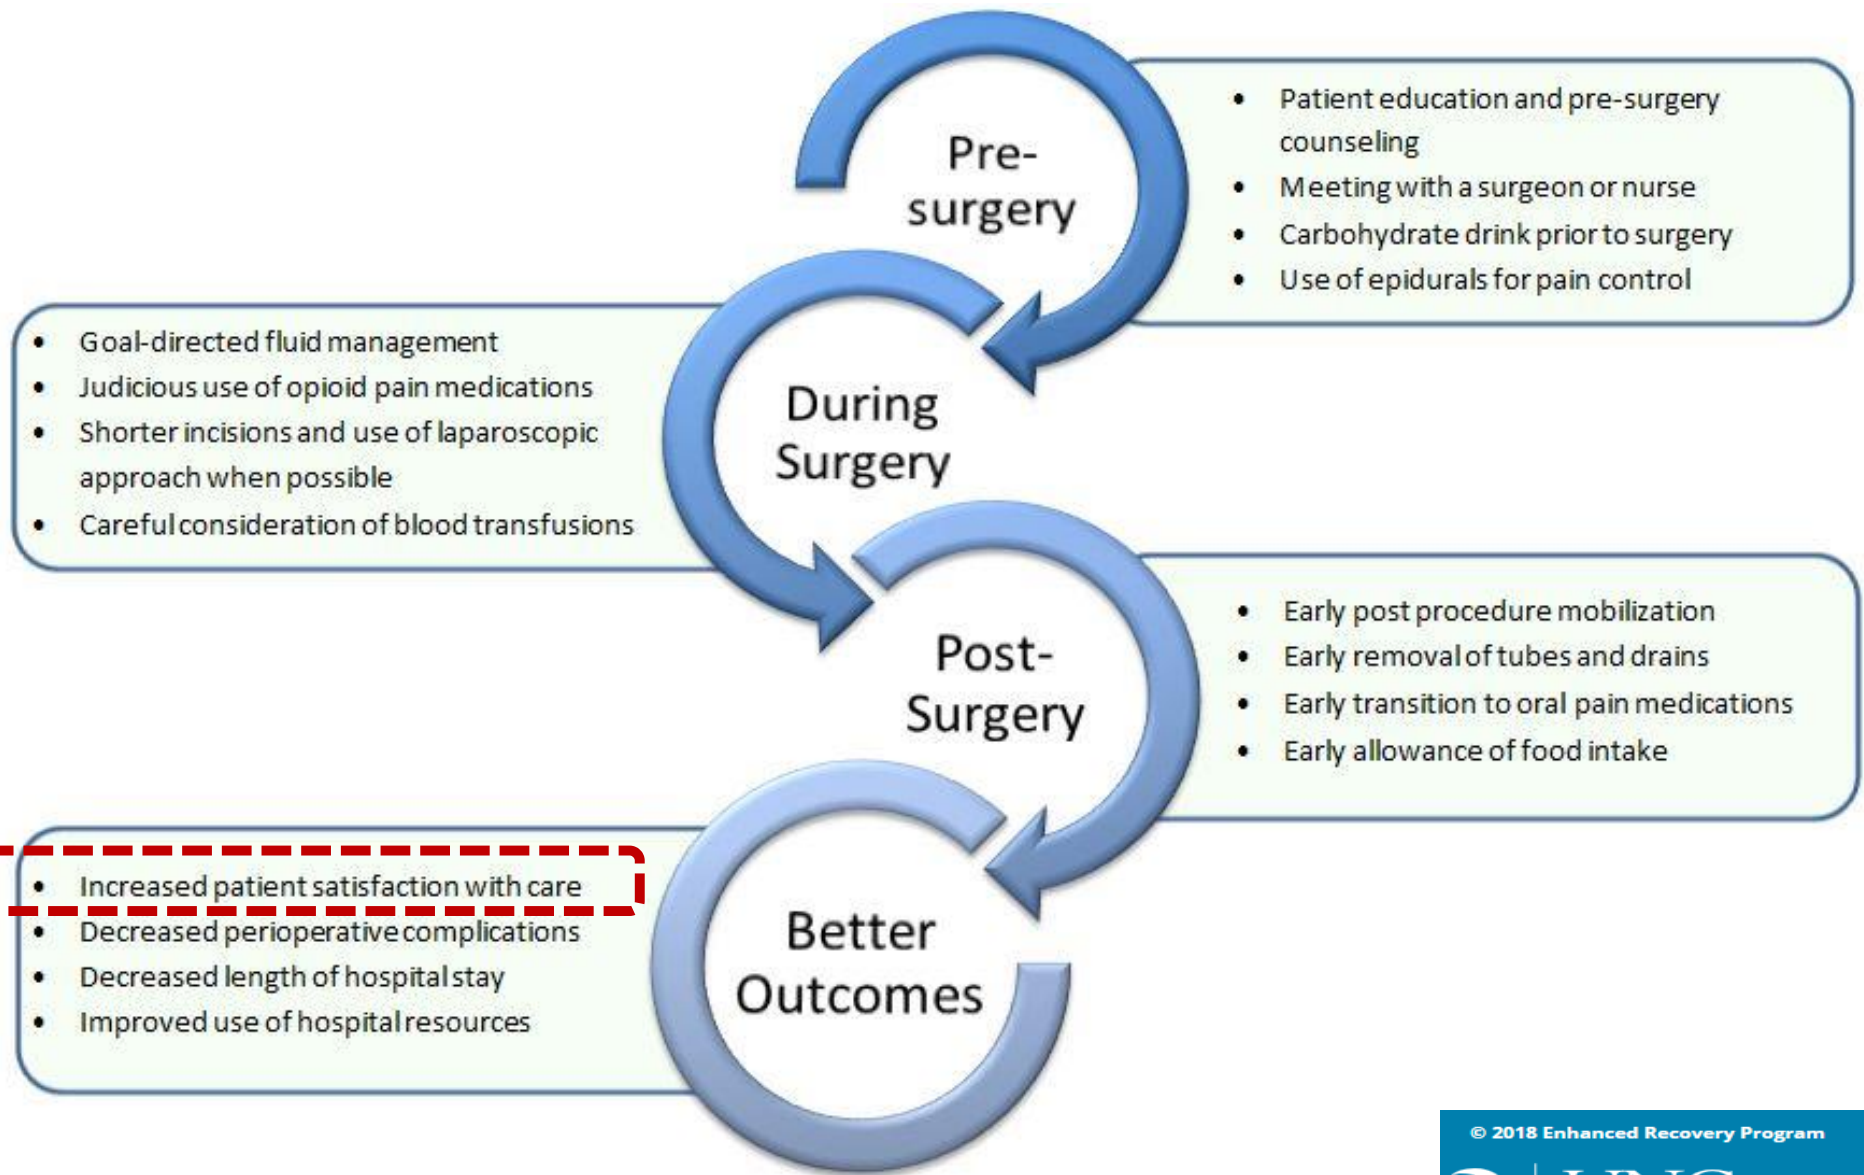 Pre-
surgery
• Patient education and pre-surgery
counseling
• Meeting with a surgeon or nurse
• Carbohydrate drink prior to surgery
• Use of epidurals for pain control
• Goal-directed fluid management
• Judicious use of opioid pain medications
• Shorter incisions and use of laparoscopic
approach when possible
• Careful consideration of blood transfusions
During
Surgery
Post-
Surgery
• Early post procedure mobilization
• Early removal of tubes and drains
• Early transition to oral pain medications
• Early allowance of food intake
• Increased patient satisfaction with care
• Decreased perioperative complications
• Decreased length of hospital stay
• Improved use of hospital resources
Better
Outcomes
© 2018 Enhanced Recovery Program